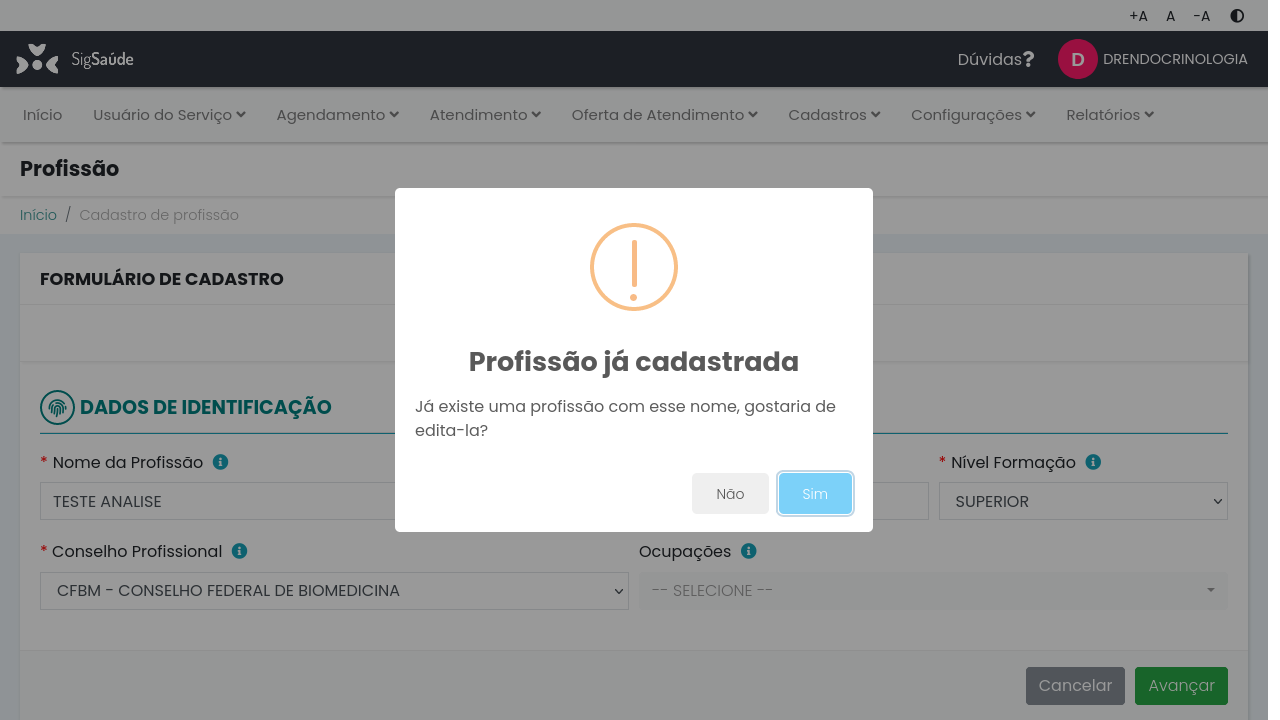 +A A -A
SigSaúde Dúvidas? D DRENDOCRINOLOGIA
Início Usuário do Serviço Agendamento Atendimento Oferta de Atendimento Cadastros Configurações Relatórios
Profissão
Início / Cadastro de profissão
FORMULÁRIO DE CADASTRO
Profissão já cadastrada
Já existe uma profissão com esse nome, gostaria de
edita-la?
Não Sim
DADOS DE IDENTIFICAÇÃO
* Nome da Profissão * Nível Formação
TESTE ANALISE SUPERIOR
* Conselho Profissional Ocupações
CFBM - CONSELHO FEDERAL DE BIOMEDICINA -- SELECIONE --
Cancelar Avançar